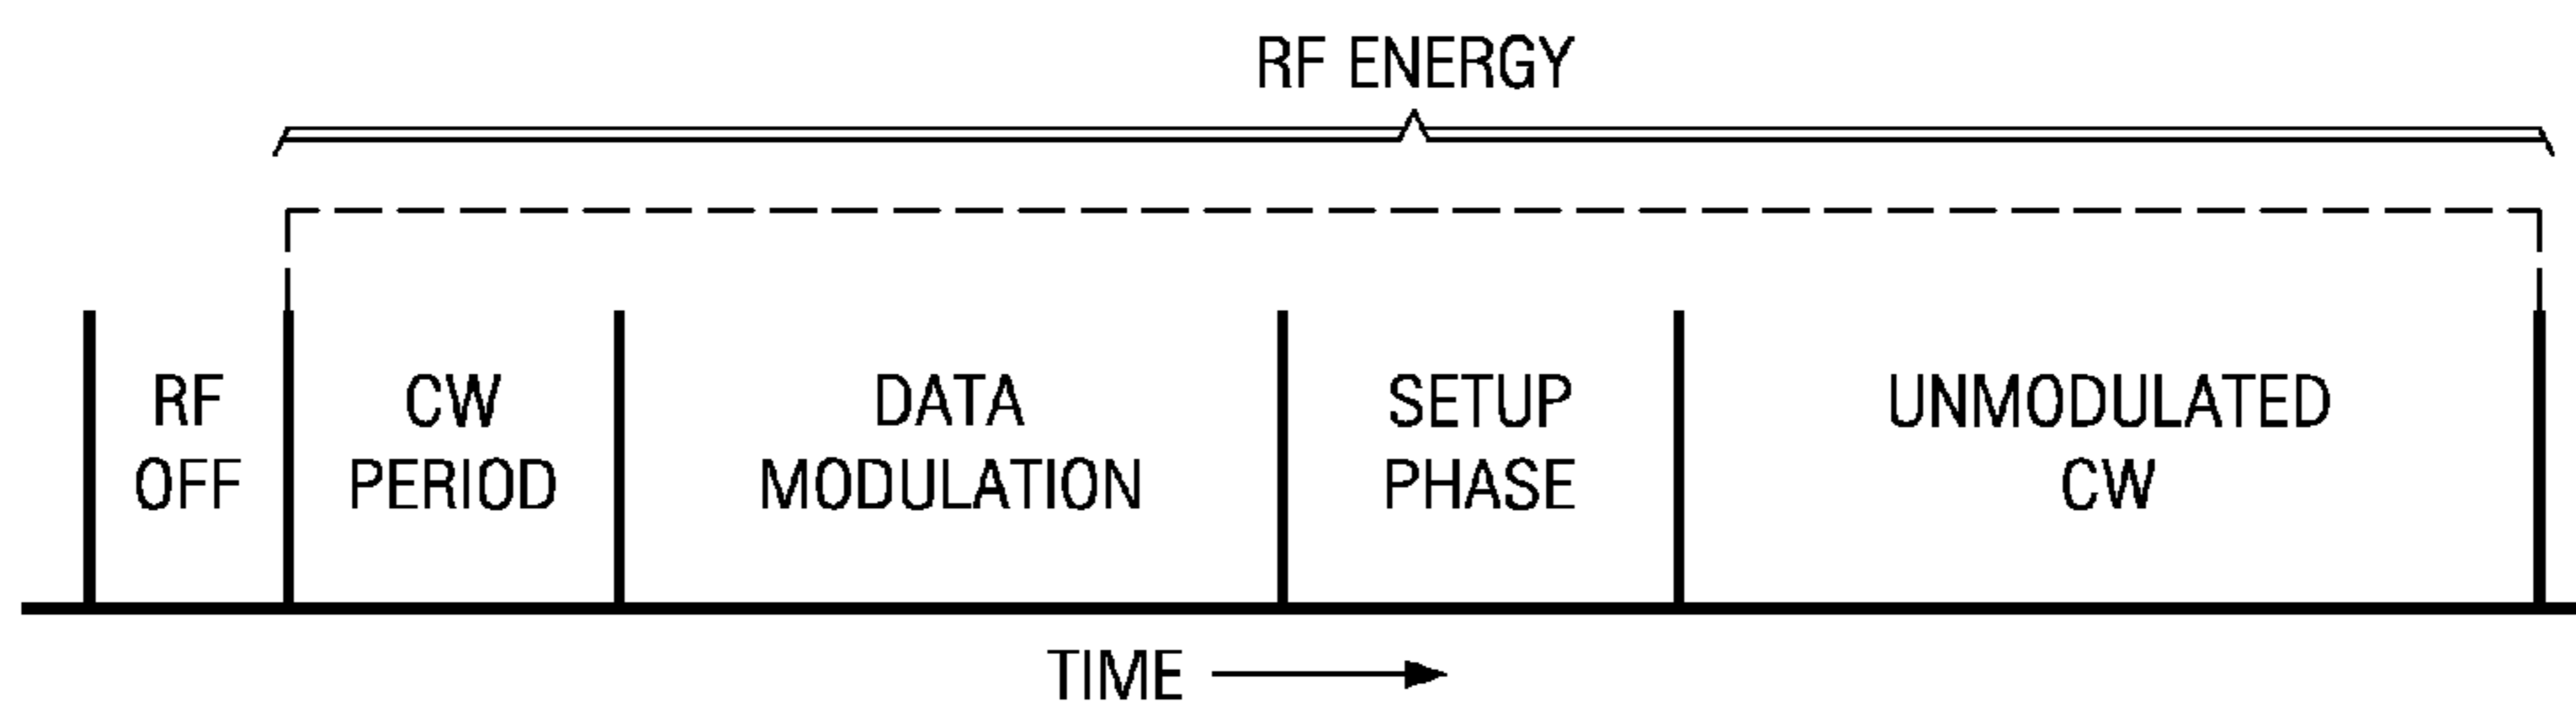 RF ENERGY
RF
OFF
CW
PERIOD
DATA
MODULATION
SETUP
PHASE
UNMODULATED
CW
TIME